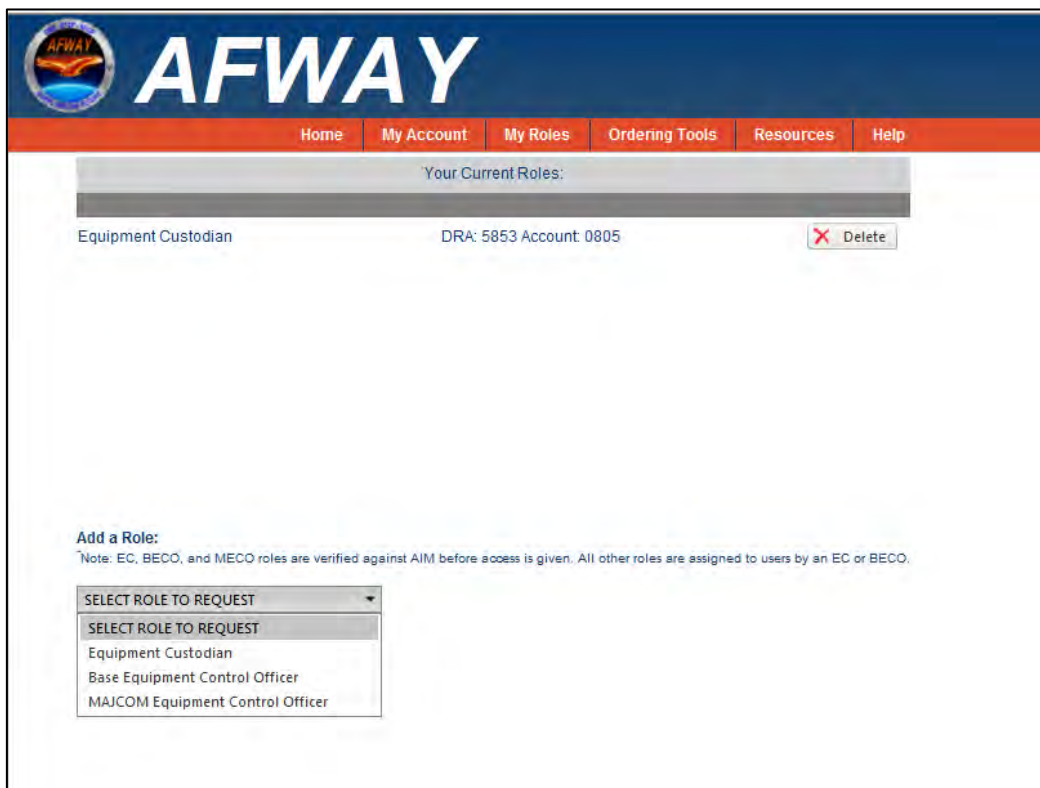 AFWAY
AFWAY
Home My Account My Roles Ordering Tools Resources Help
Your Current Roles:
Equipment Custodian DRA: 5853 Account: 0805 Delete
Add a Role:
*Note: EC, BECO, and MECO roles are verified against AIM before access is given. All other roles are assigned to users by an EC or BECO.
SELECT ROLE TO REQUEST
SELECT ROLE TO REQUEST
Equipment Custodian
Base Equipment Control Officer
MAJCOM Equipment Control Officer